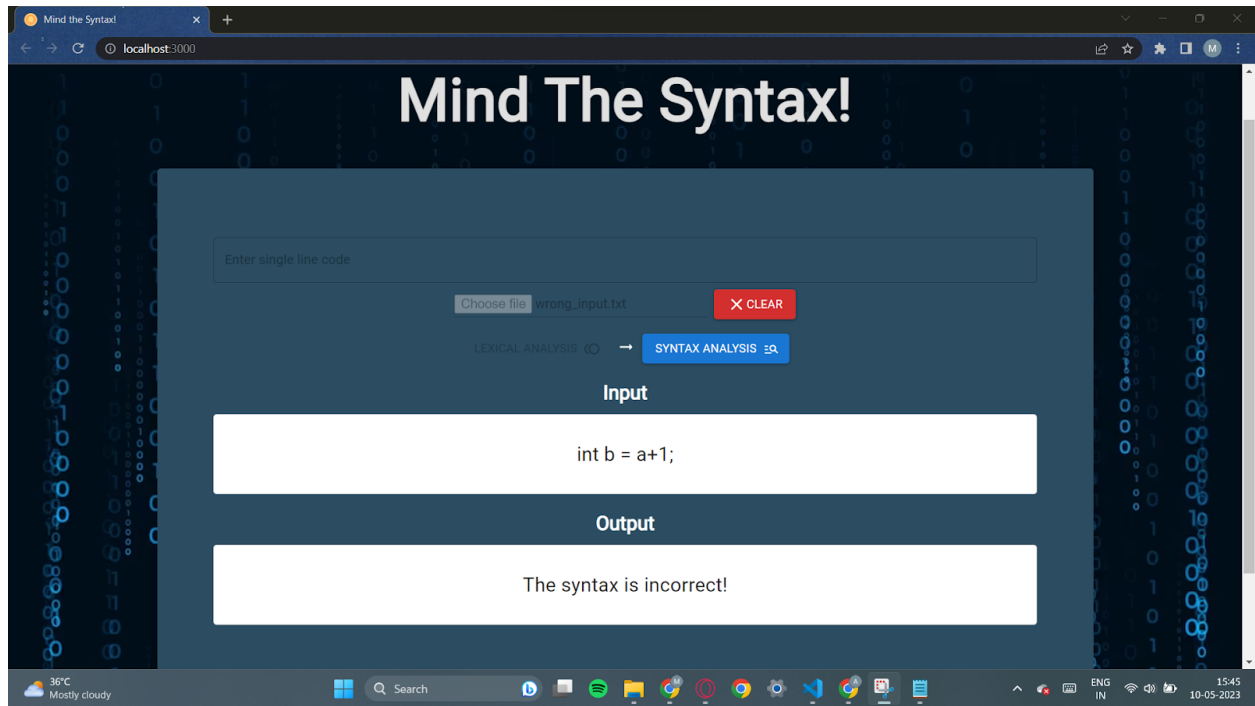 Mind the Syntax!
localhost:3000
M
Mind The Syntax!
Enter single line code
Choose file wrong_input.txt
CLEAR
LEXICAL ANALYSIS → SYNTAX ANALYSIS
Input
int b = a+1;
Output
The syntax is incorrect!
36°C
Mostly cloudy
Search
ENG
IN
15:45
10-05-2023